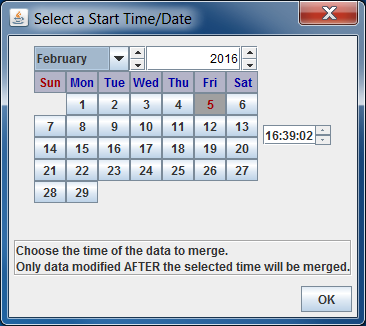 Select a Start Time/Date
February 2016
Sun Mon Tue Wed Thu Fri Sat
1 2 3 4 5 6
7 8 9 10 11 12 13
14 15 16 17 18 19 20
21 22 23 24 25 26 27
28 29
16:39:02
Choose the time of the data to merge.
Only data modified AFTER the selected time will be merged.
OK